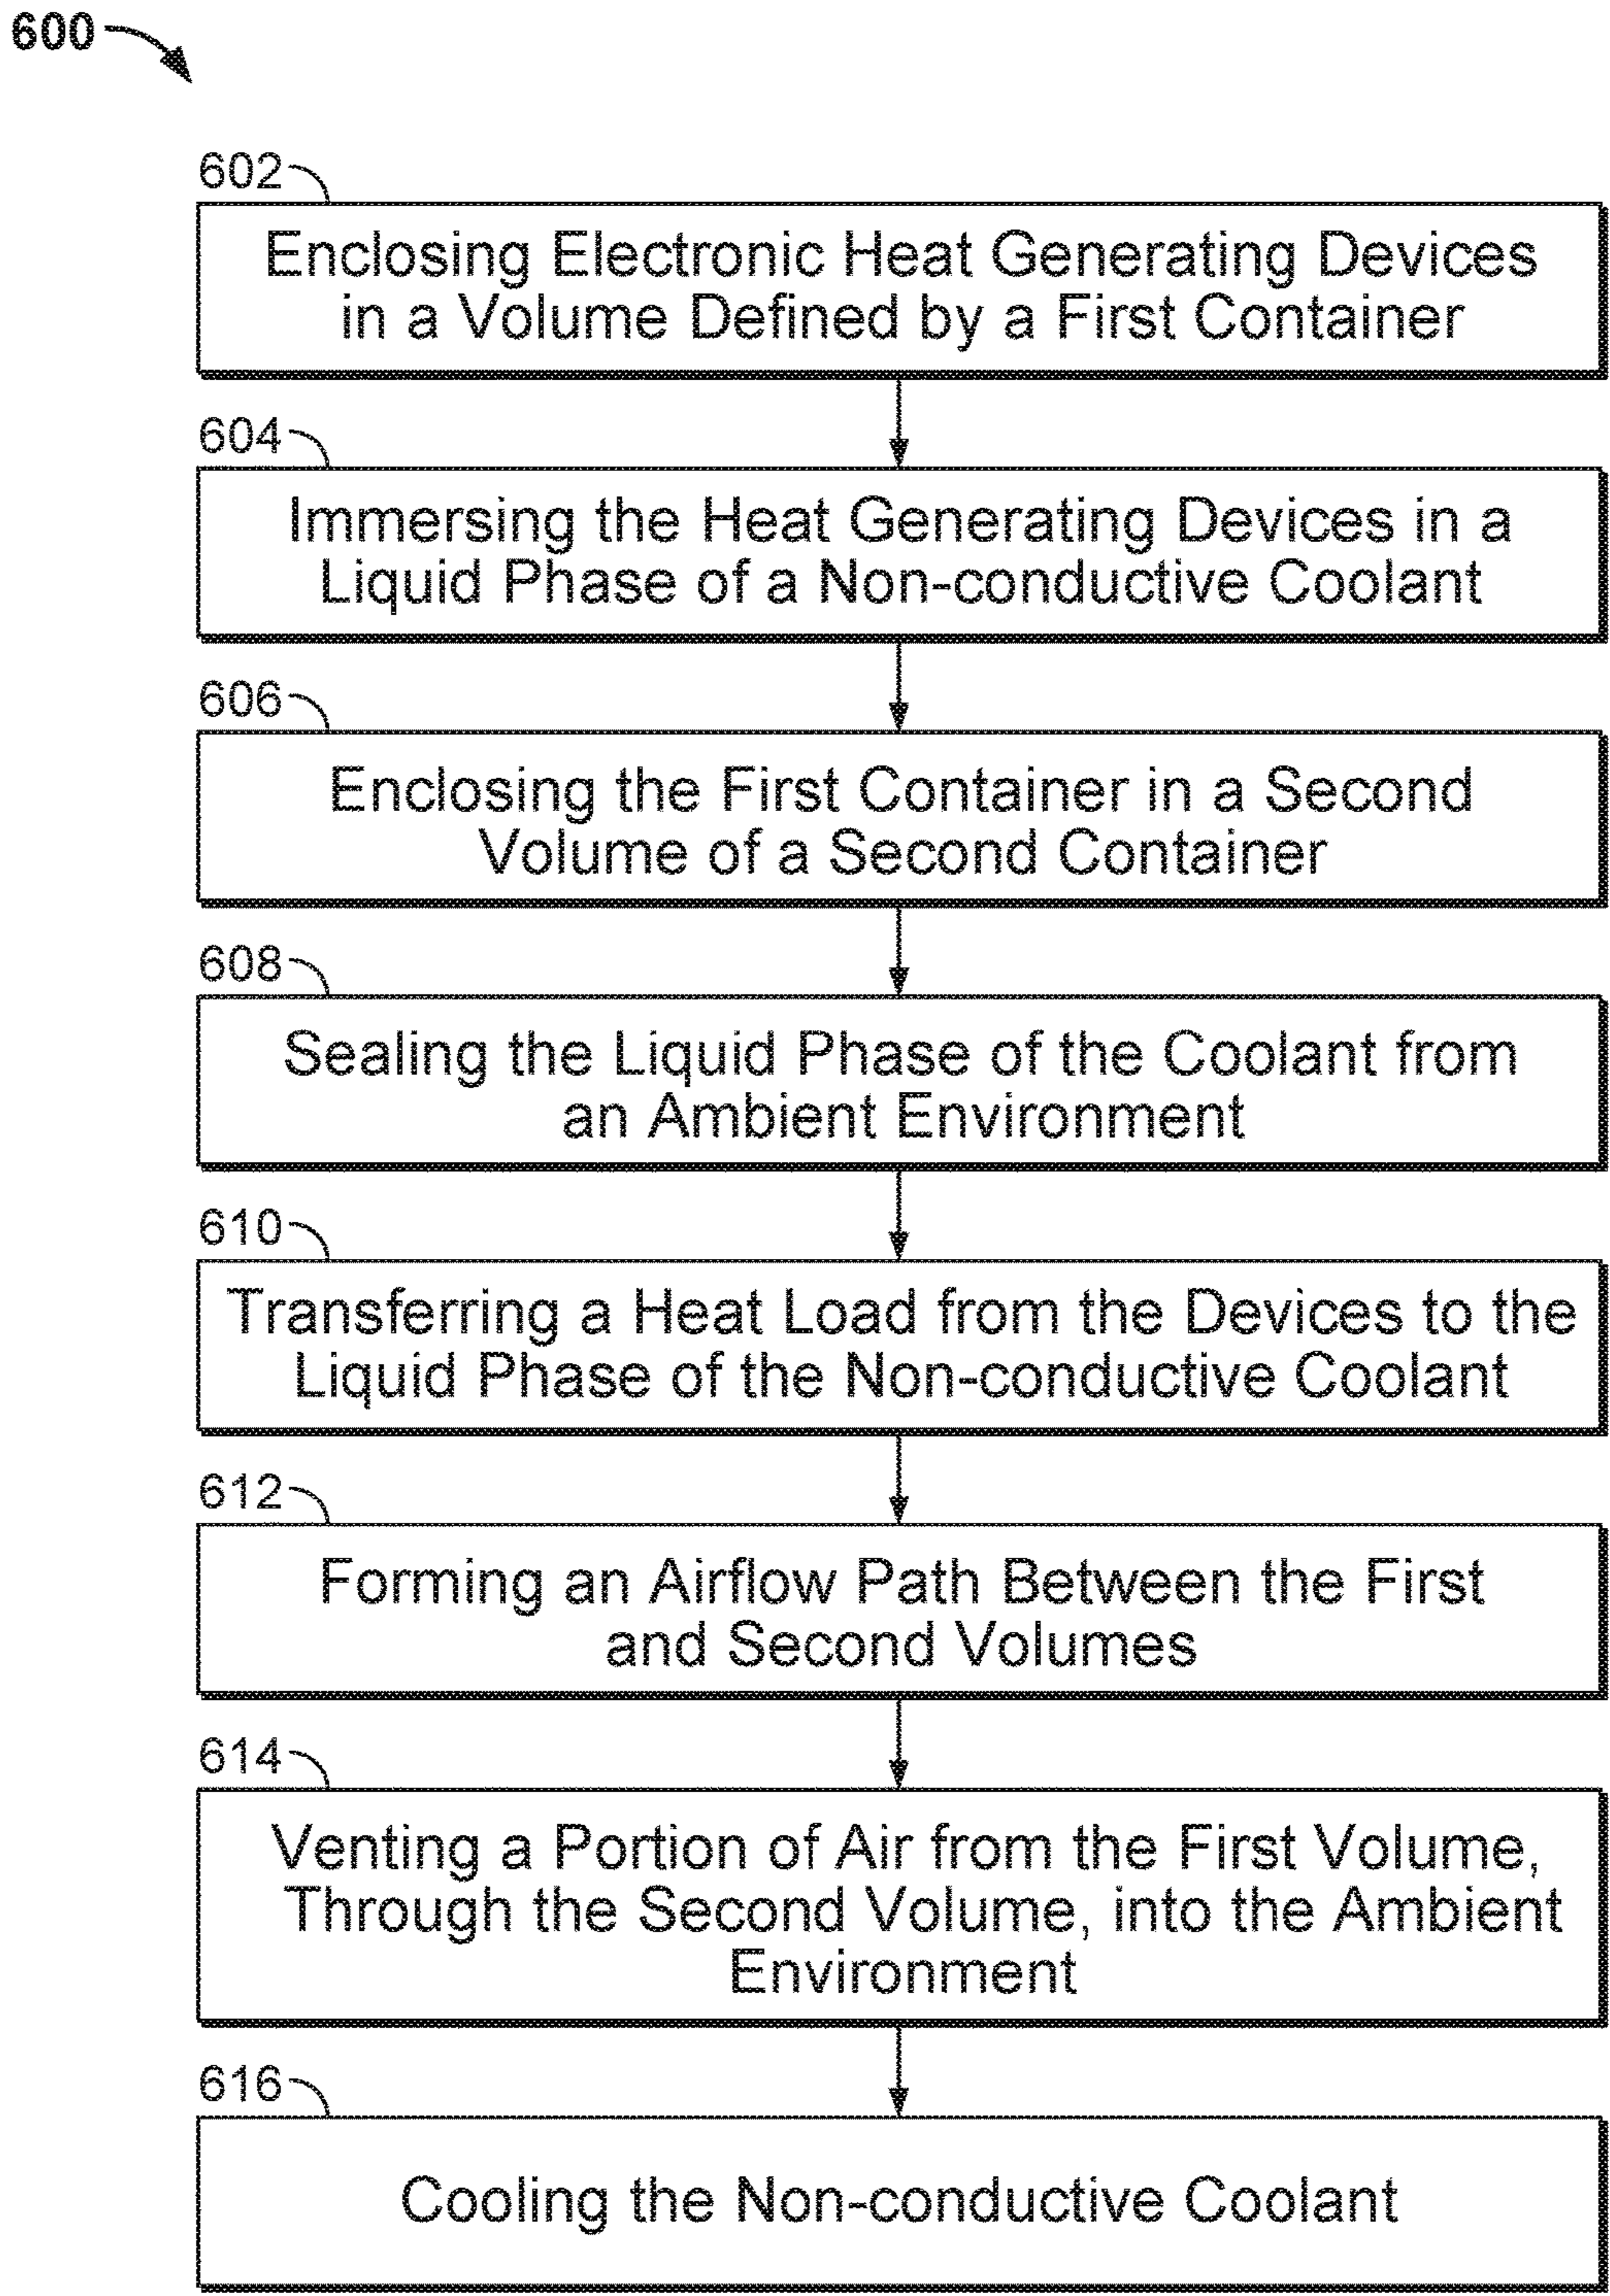 600
602
Enclosing Electronic Heat Generating Devices
in a Volume Defined by a First Container
604
Immersing the Heat Generating Devices in a
Liquid Phase of a Non-conductive Coolant
606
Enclosing the First Container in a Second
Volume of a Second Container
608
Sealing the Liquid Phase of the Coolant from
an Ambient Environment
610
Transferring a Heat Load from the Devices to the
Liquid Phase of the Non-conductive Coolant
612
Forming an Airflow Path Between the First
and Second Volumes
614
Venting a Portion of Air from the First Volume,
Through the Second Volume, into the Ambient
Environment
616
Cooling the Non-conductive Coolant